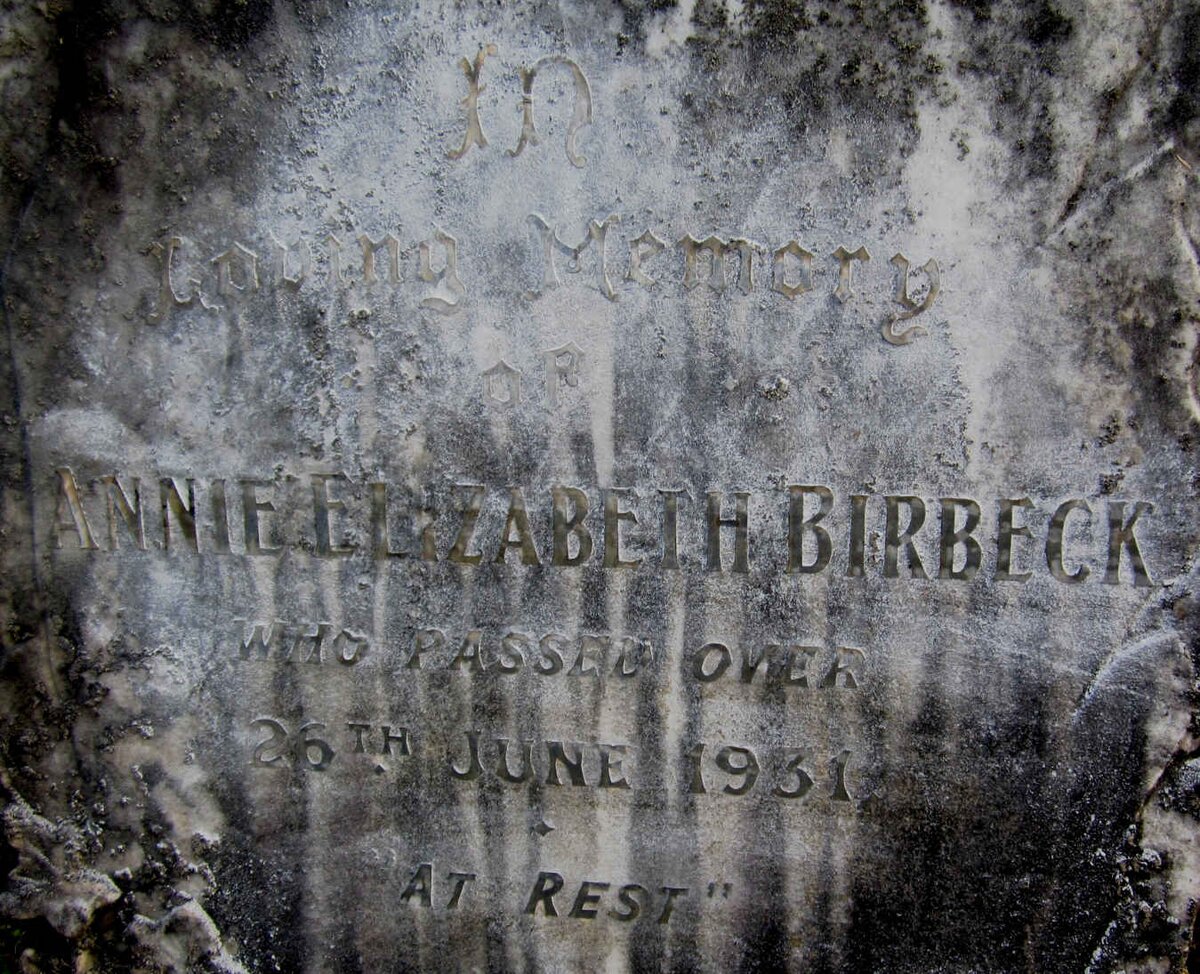 In
Loving Memory
OF
ANNIE ELIZABETH BIRBECK
WHO PASSED OVER
26TH JUNE 1931
AT REST"